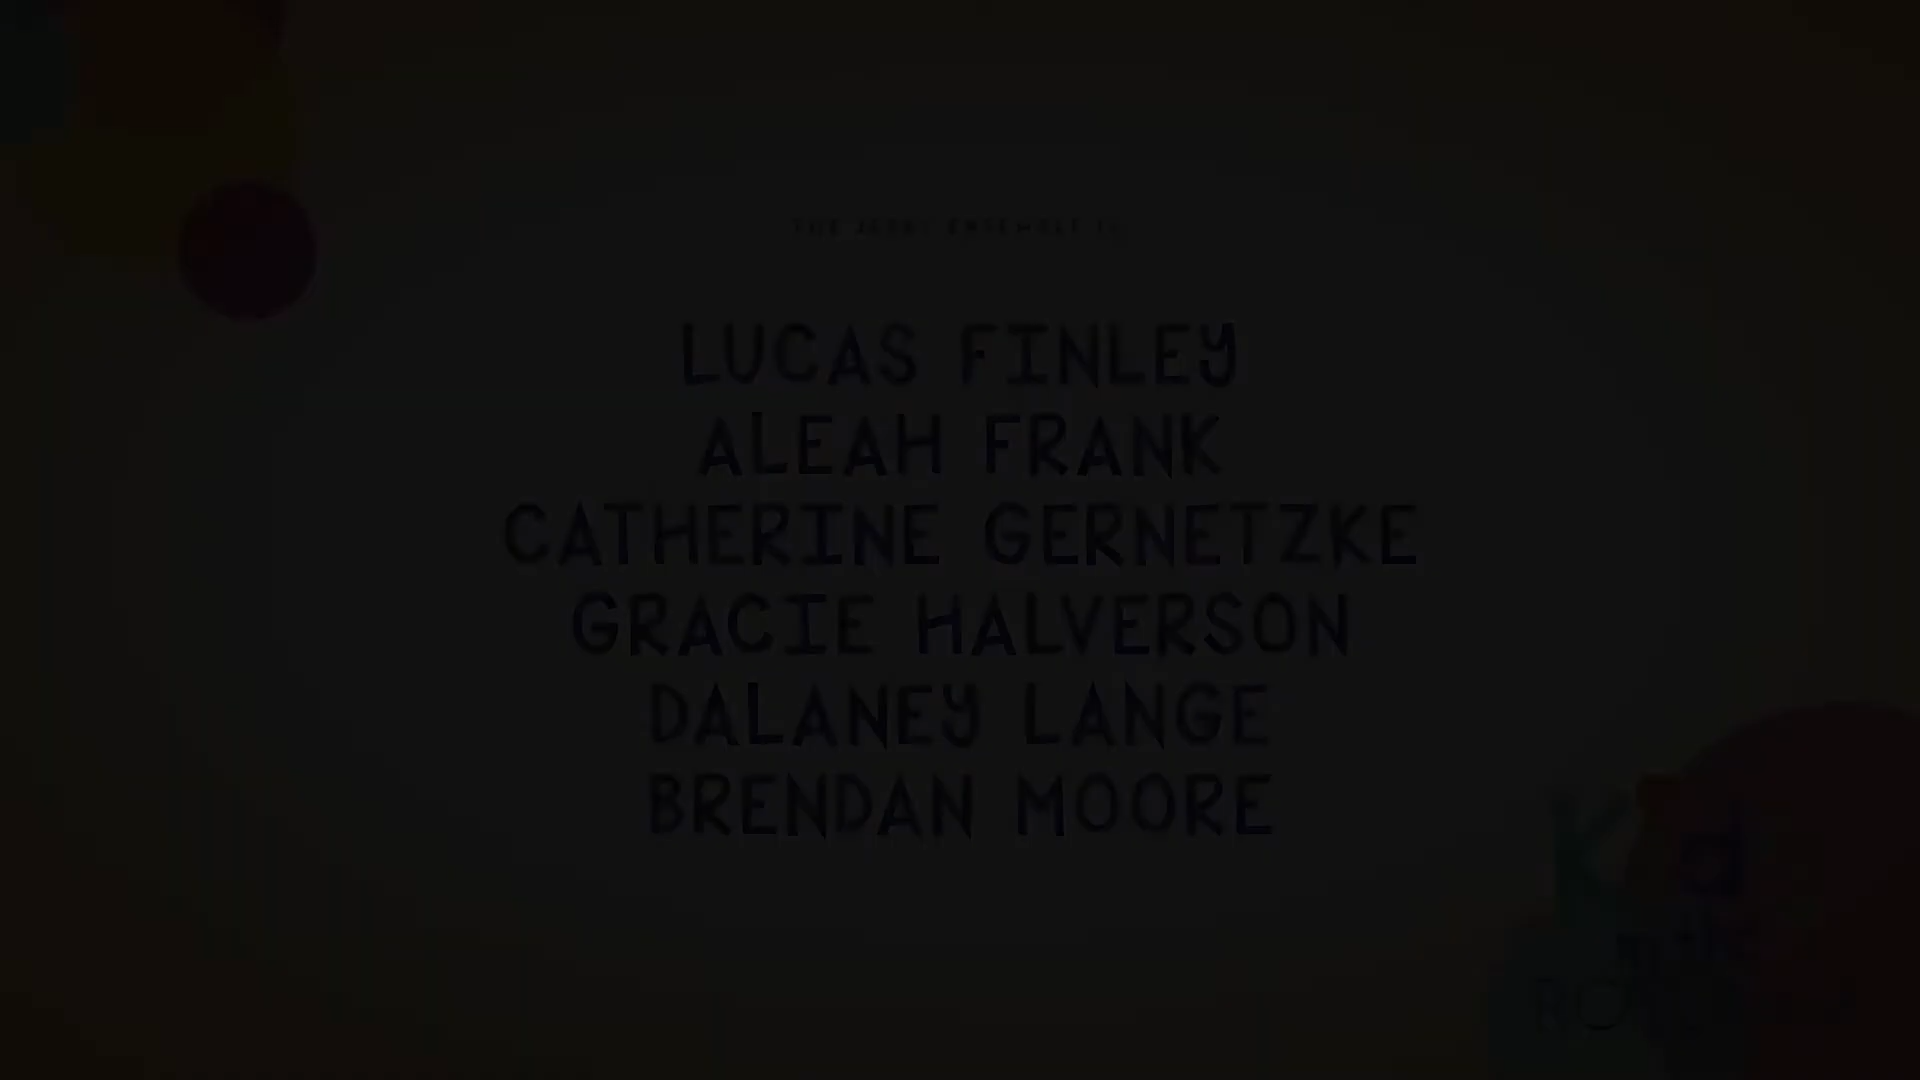 LUCAS FINLEY
ALEAH FRANK
CATHERINE GERNETZKE
GRACIE HALVERSON
DALANEY LANGE
BRENDAN MOORE